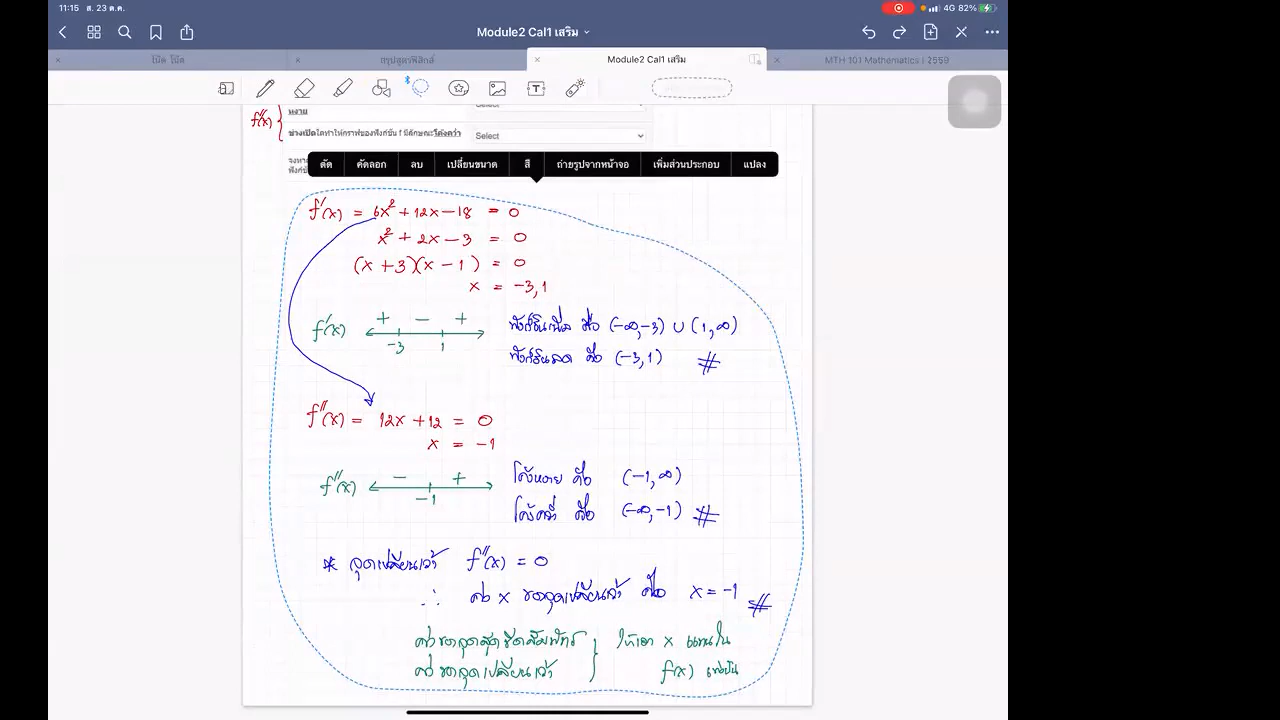 11:15 ส. 23 ต.ค.
4G 82%
Module2 Cal1 เสริม
โน๊ต โน๊ต
สรุปสูตรฟิสิกส์
Module2 Cal1 เสริม
MTH 101 Mathematics | 2559
หงาย
Select
f''(x)
ช่วงเปิดใดทำให้กราฟของฟังก์ชัน f มีลักษณะโค้งคว่ำ
Select
ตัด คัดลอก ลบ เปลี่ยนขนาด สี ถ่ายรูปจากหน้าจอ เพิ่มส่วนประกอบ แปลง
f'(x) = 6x² + 12x - 18 = 0
x² + 2x - 3 = 0
(x + 3)(x - 1) = 0
x = -3, 1
+ - +
f'(x)
-3 1
ฟังก์ชันเพิ่ม คือ (-∞,-3) ∪ (1, ∞)
ฟังก์ชันลด คือ (-3, 1) #
f''(x) = 12x + 12 = 0
x = -1
- +
f''(x)
-1
โค้งหงาย คือ (-1, ∞)
โค้งคว่ำ คือ (-∞, -1) #
* จุดเปลี่ยนเว้า f''(x) = 0
∴ ค่า x ของจุดเปลี่ยนเว้า คือ x = -1 #
ค่าของจุดสุดขีดสัมพัทธ์ } ให้เอา x แทนใน
ค่าของจุดเปลี่ยนเว้า f(x) เท่านั้น